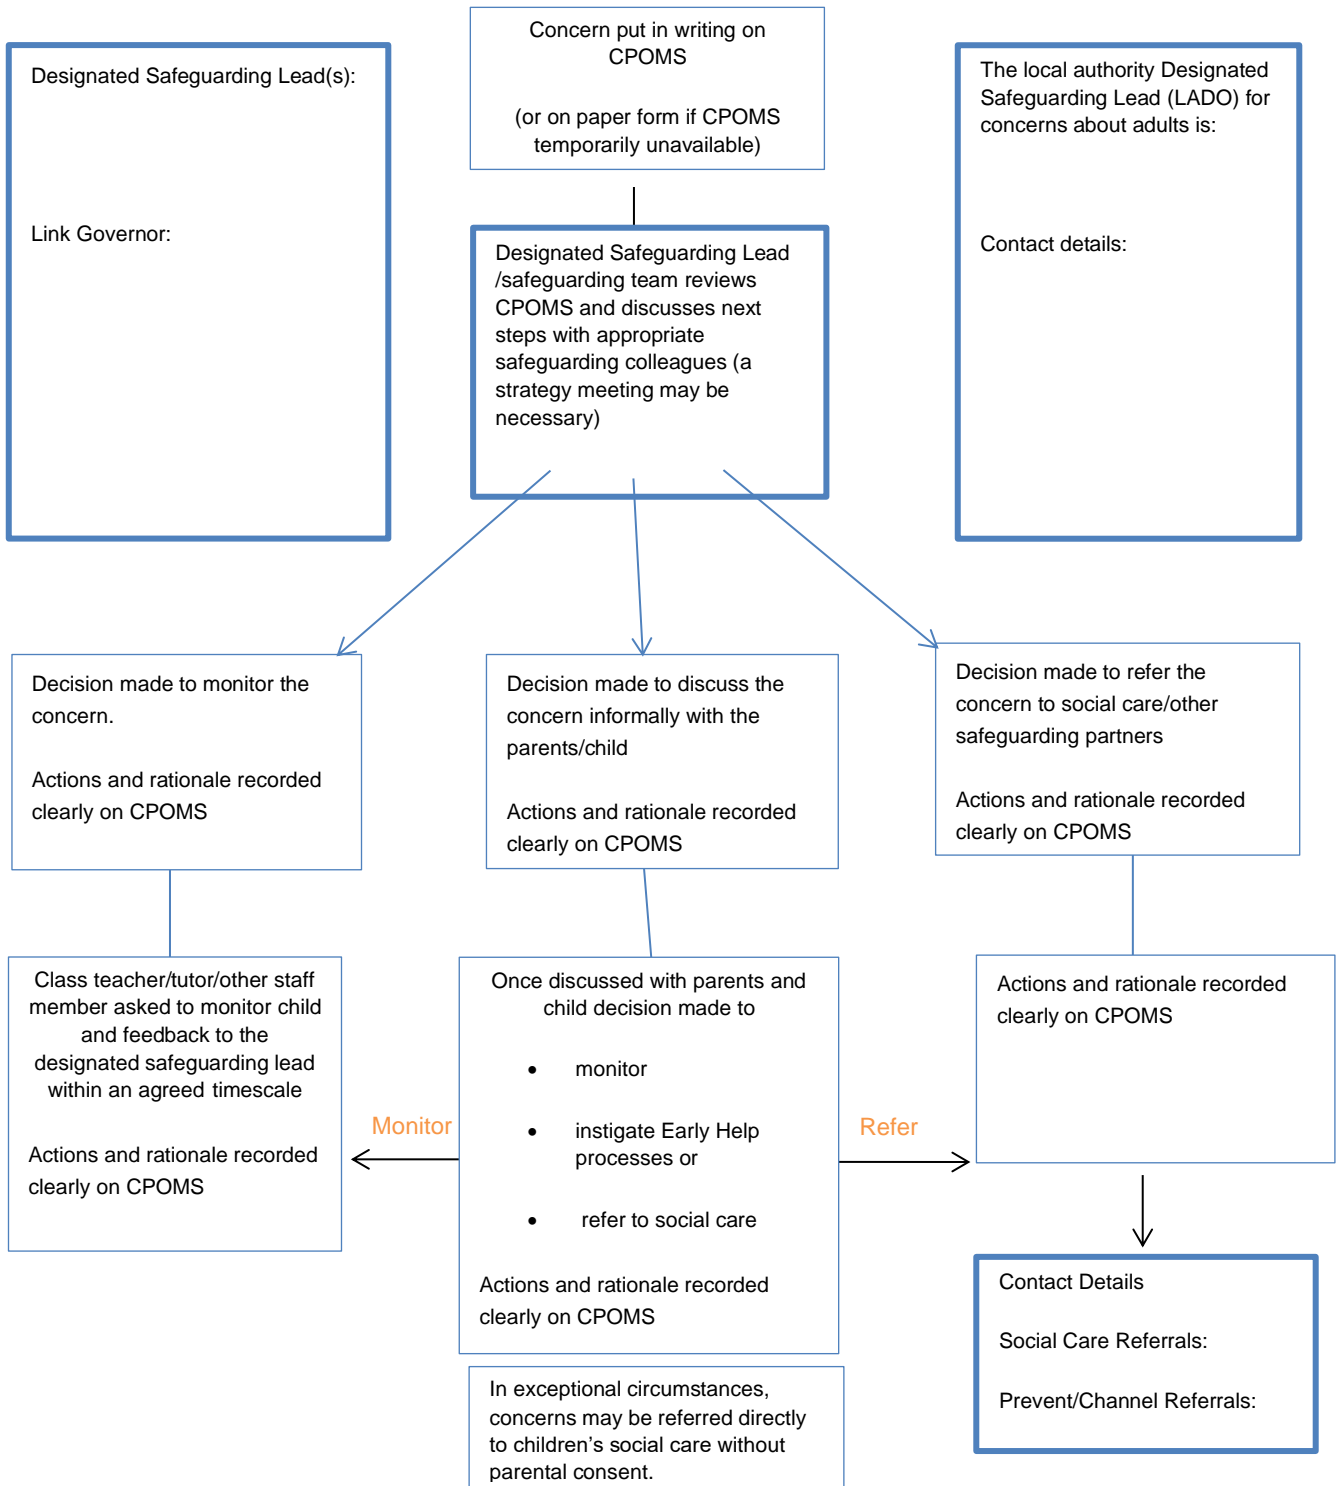 Concern put in writing on
CPOMS
(or on paper form if CPOMS
temporarily unavailable)
Designated Safeguarding Lead(s):
Link Governor:
The local authority Designated
Safeguarding Lead (LADO) for
concerns about adults is:
Contact details:
Designated Safeguarding Lead
/safeguarding team reviews
CPOMS and discusses next
steps with appropriate
safeguarding colleagues (a
strategy meeting may be
necessary)
Decision made to monitor the
concern.
Actions and rationale recorded
clearly on CPOMS
Decision made to discuss the
concern informally with the
parents/child
Actions and rationale recorded
clearly on CPOMS
Decision made to refer the
concern to social care/other
safeguarding partners
Actions and rationale recorded
clearly on CPOMS
Class teacher/tutor/other staff
member asked to monitor child
and feedback to the
designated safeguarding lead
within an agreed timescale
Actions and rationale recorded
clearly on CPOMS
Monitor
Once discussed with parents and
child decision made to
• monitor
• instigate Early Help
processes or
• refer to social care
Actions and rationale recorded
clearly on CPOMS
Refer
Actions and rationale recorded
clearly on CPOMS
In exceptional circumstances,
concerns may be referred directly
to children’s social care without
parental consent.
Contact Details
Social Care Referrals:
Prevent/Channel Referrals: